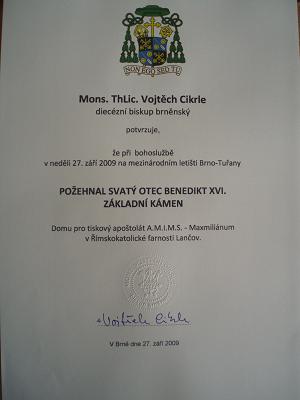 NON EGO SED TU
Mons. ThLic. Vojtěch Cikrle
diecézní biskup brněnský
potvrzuje,
že při bohoslužbě
v neděli 27. září 2009 na mezinárodním letišti Brno-Tuřany
POŽEHNAL SVATÝ OTEC BENEDIKT XVI.
ZÁKLADNÍ KÁMEN
Domu pro tiskový apoštolát A.M.I.M.S. - Maxmiliánum
v Římskokatolické farnosti Lančov.
+Vojtěch Cikrle
V Brně dne 27. září 2009